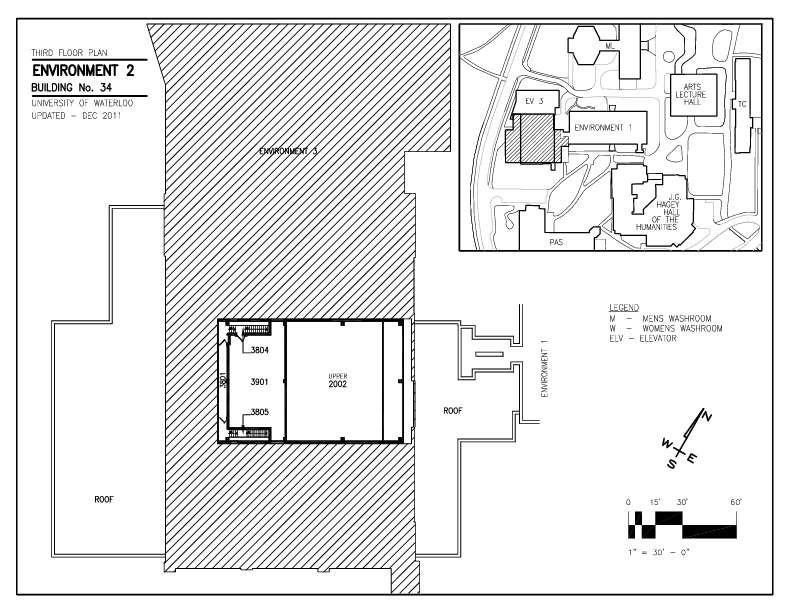 THIRD FLOOR PLAN
ENVIRONMENT 2
BUILDING No. 34
UNIVERSITY OF WATERLOO
UPDATED - DEC 2011
ENVIRONMENT 3
ML
EV 3
ENVIRONMENT 1
ARTS
LECTURE
HALL
TC
J.G.
HAGEY
HALL
OF THE
HUMANITIES
PAS
LEGEND
M - MENS WASHROOM
W - WOMENS WASHROOM
ELV - ELEVATOR
3804
3801
3901
3805
UPPER
2002
ENVIRONMENT 1
ROOF
ROOF
N
W
E
S
0 15' 30' 60'
1" = 30' - 0"